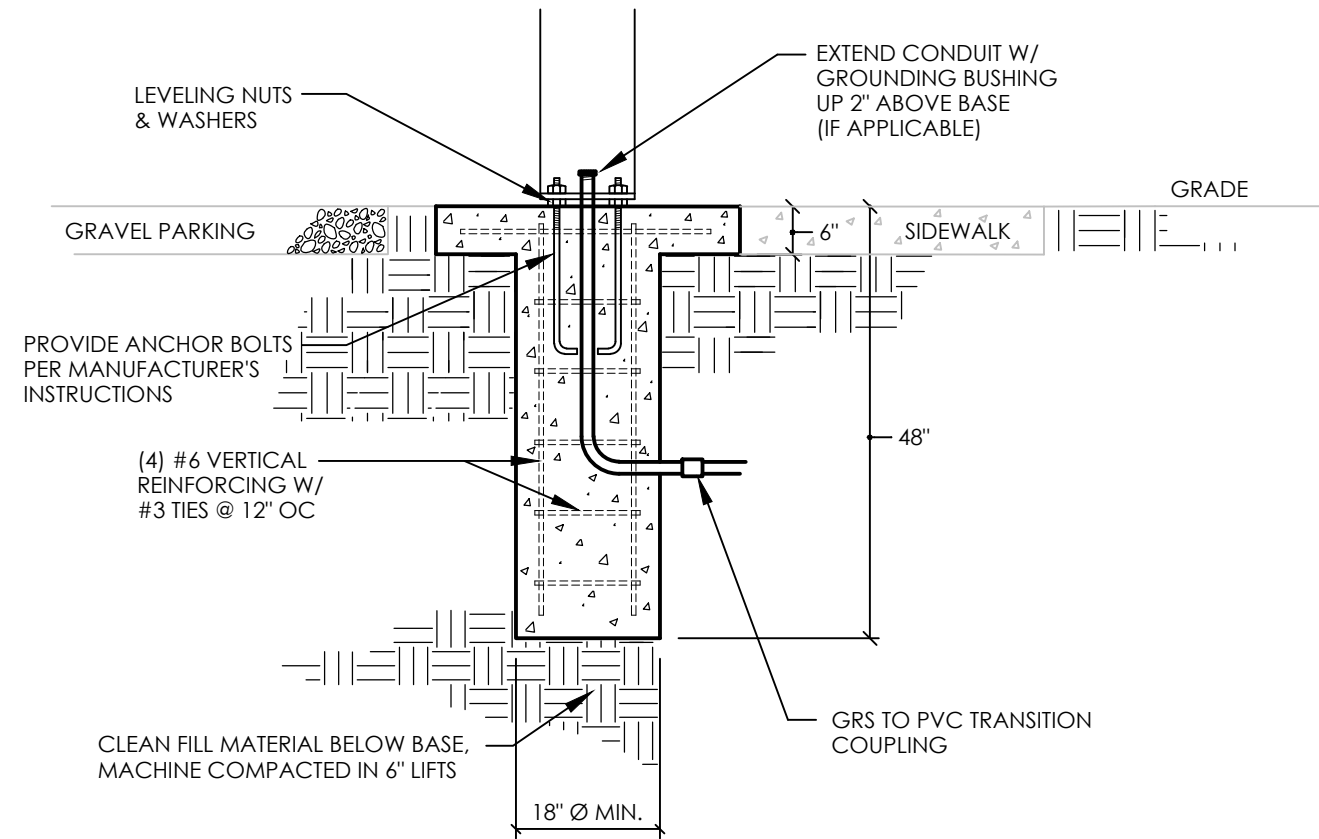 LEVELING NUTS
& WASHERS
EXTEND CONDUIT W/
GROUNDING BUSHING
UP 2" ABOVE BASE
(IF APPLICABLE)
GRADE
GRAVEL PARKING
6"
SIDEWALK
PROVIDE ANCHOR BOLTS
PER MANUFACTURER'S
INSTRUCTIONS
48"
(4) #6 VERTICAL
REINFORCING W/
#3 TIES @ 12" OC
GRS TO PVC TRANSITION
COUPLING
CLEAN FILL MATERIAL BELOW BASE,
MACHINE COMPACTED IN 6" LIFTS
18" Ø MIN.